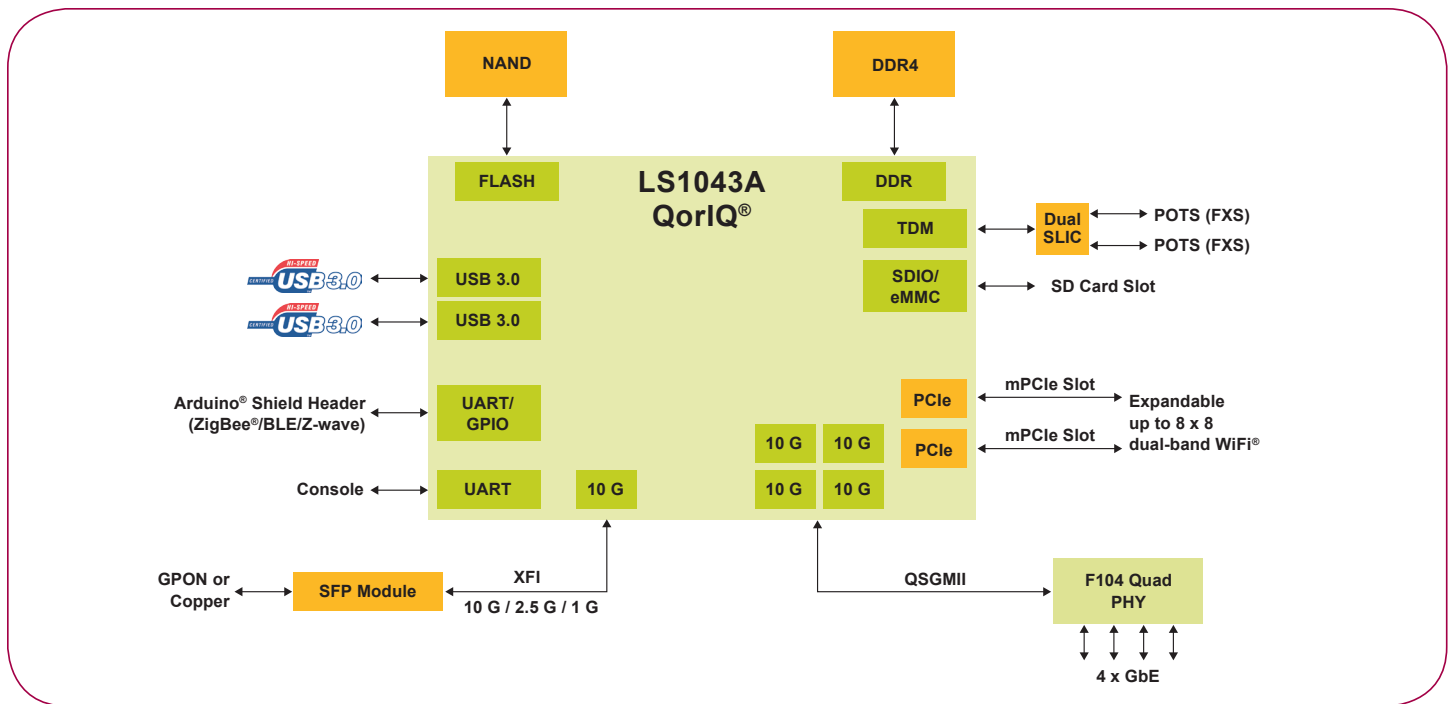 NAND
DDR4
FLASH
LS1043A
QorIQ®
DDR
TDM
Dual
SLIC
POTS (FXS)
POTS (FXS)
HI-SPEED
CERTIFIED USB 3.0
USB 3.0
SDIO/
eMMC
SD Card Slot
HI-SPEED
CERTIFIED USB 3.0
USB 3.0
Arduino® Shield Header
(ZigBee®/BLE/Z-wave)
UART/
GPIO
PCIe
mPCIe Slot
Expandable
up to 8 x 8
dual-band WiFi®
10 G
10 G
PCIe
mPCIe Slot
Console
UART
10 G
10 G
10 G
GPON or
Copper
SFP Module
XFI
10 G / 2.5 G / 1 G
QSGMII
F104 Quad
PHY
4 x GbE